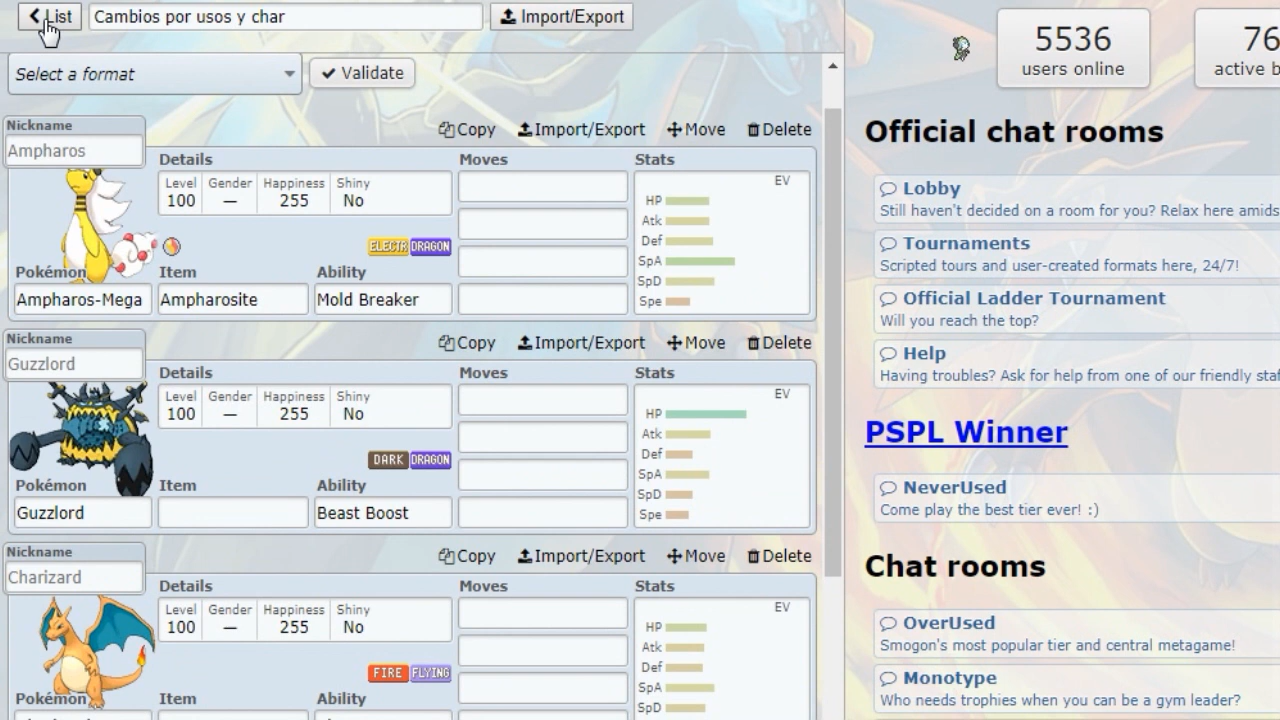 List
Cambios por usos y char
Import/Export
Select a format
Validate
Nickname
Ampharos
Copy Import/Export Move Delete
Details Moves Stats
Level Gender Happiness Shiny
100 — 255 No
EV
HP
Atk
Def
SpA
SpD
Spe
ELECTR DRAGON
Pokémon Item Ability
Ampharos-Mega Ampharosite Mold Breaker
Nickname
Guzzlord
Copy Import/Export Move Delete
Details Moves Stats
Level Gender Happiness Shiny
100 — 255 No
EV
HP
Atk
Def
SpA
SpD
Spe
DARK DRAGON
Pokémon Item Ability
Guzzlord Beast Boost
Nickname
Charizard
Copy Import/Export Move Delete
Details Moves Stats
Level Gender Happiness Shiny
100 — 255 No
EV
HP
Atk
Def
SpA
SpD
FIRE FLYING
Pokémon Item Ability
5536
users online
76
active b
Official chat rooms
Lobby
Still haven't decided on a room for you? Relax here amids
Tournaments
Scripted tours and user-created formats here, 24/7!
Official Ladder Tournament
Will you reach the top?
Help
Having troubles? Ask for help from one of our friendly staf
PSPL Winner
NeverUsed
Come play the best tier ever! :)
Chat rooms
OverUsed
Smogon's most popular tier and central metagame!
Monotype
Who needs trophies when you can be a gym leader?